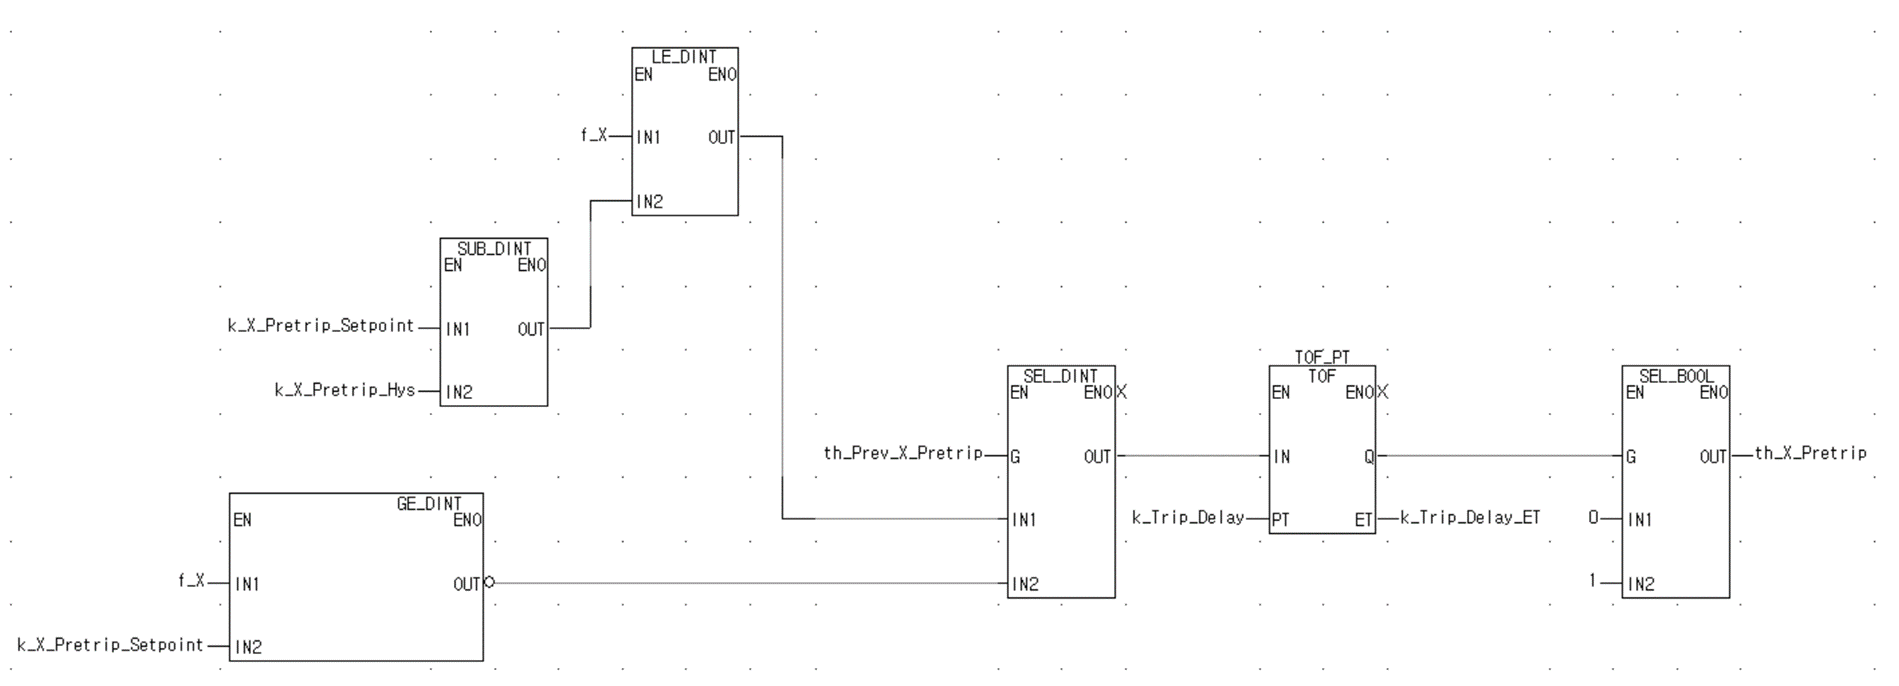 LE_DINT
EN ENO
f_X IN1 OUT
IN2
SUB_DINT
EN ENO
k_X_Pretrip_Setpoint IN1 OUT
k_X_Pretrip_Hys IN2
GE_DINT
EN ENO
f_X IN1 OUT
k_X_Pretrip_Setpoint IN2
SEL_DINT
EN ENO X
th_Prev_X_Pretrip G OUT
IN1
IN2
TOF_PT
TOF
EN ENO X
IN Q
k_Trip_Delay PT ET k_Trip_Delay_ET
SEL_BOOL
EN ENO
G OUT th_X_Pretrip
0 IN1
1 IN2